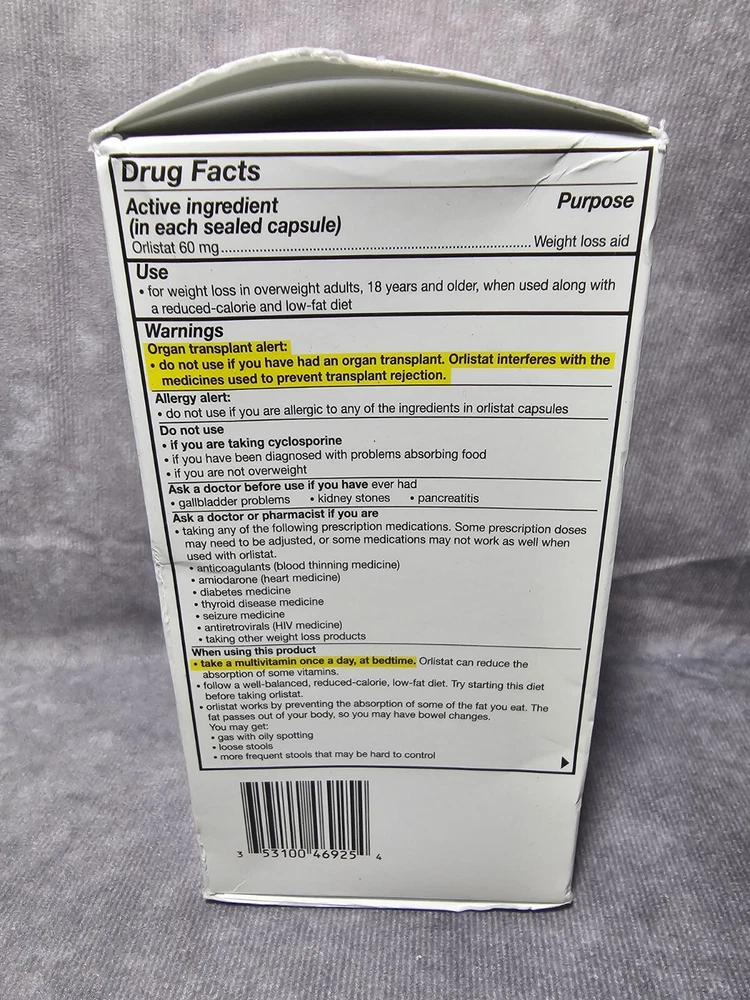 Drug Facts
Active ingredient Purpose
(in each sealed capsule)
Orlistat 60 mg.......................................................................... Weight loss aid
Use
• for weight loss in overweight adults, 18 years and older, when used along with
a reduced-calorie and low-fat diet
Warnings
Organ transplant alert:
• do not use if you have had an organ transplant. Orlistat interferes with the
medicines used to prevent transplant rejection.
Allergy alert:
• do not use if you are allergic to any of the ingredients in orlistat capsules
Do not use
• if you are taking cyclosporine
• if you have been diagnosed with problems absorbing food
• if you are not overweight
Ask a doctor before use if you have ever had
• gallbladder problems • kidney stones • pancreatitis
Ask a doctor or pharmacist if you are
• taking any of the following prescription medications. Some prescription doses
may need to be adjusted, or some medications may not work as well when
used with orlistat.
• anticoagulants (blood thinning medicine)
• amiodarone (heart medicine)
• diabetes medicine
• thyroid disease medicine
• seizure medicine
• antiretrovirals (HIV medicine)
• taking other weight loss products
When using this product
• take a multivitamin once a day, at bedtime. Orlistat can reduce the
absorption of some vitamins.
• follow a well-balanced, reduced-calorie, low-fat diet. Try starting this diet
before taking orlistat.
• orlistat works by preventing the absorption of some of the fat you eat. The
fat passes out of your body, so you may have bowel changes.
You may get:
• gas with oily spotting
• loose stools
• more frequent stools that may be hard to control
3 53100 46925 4